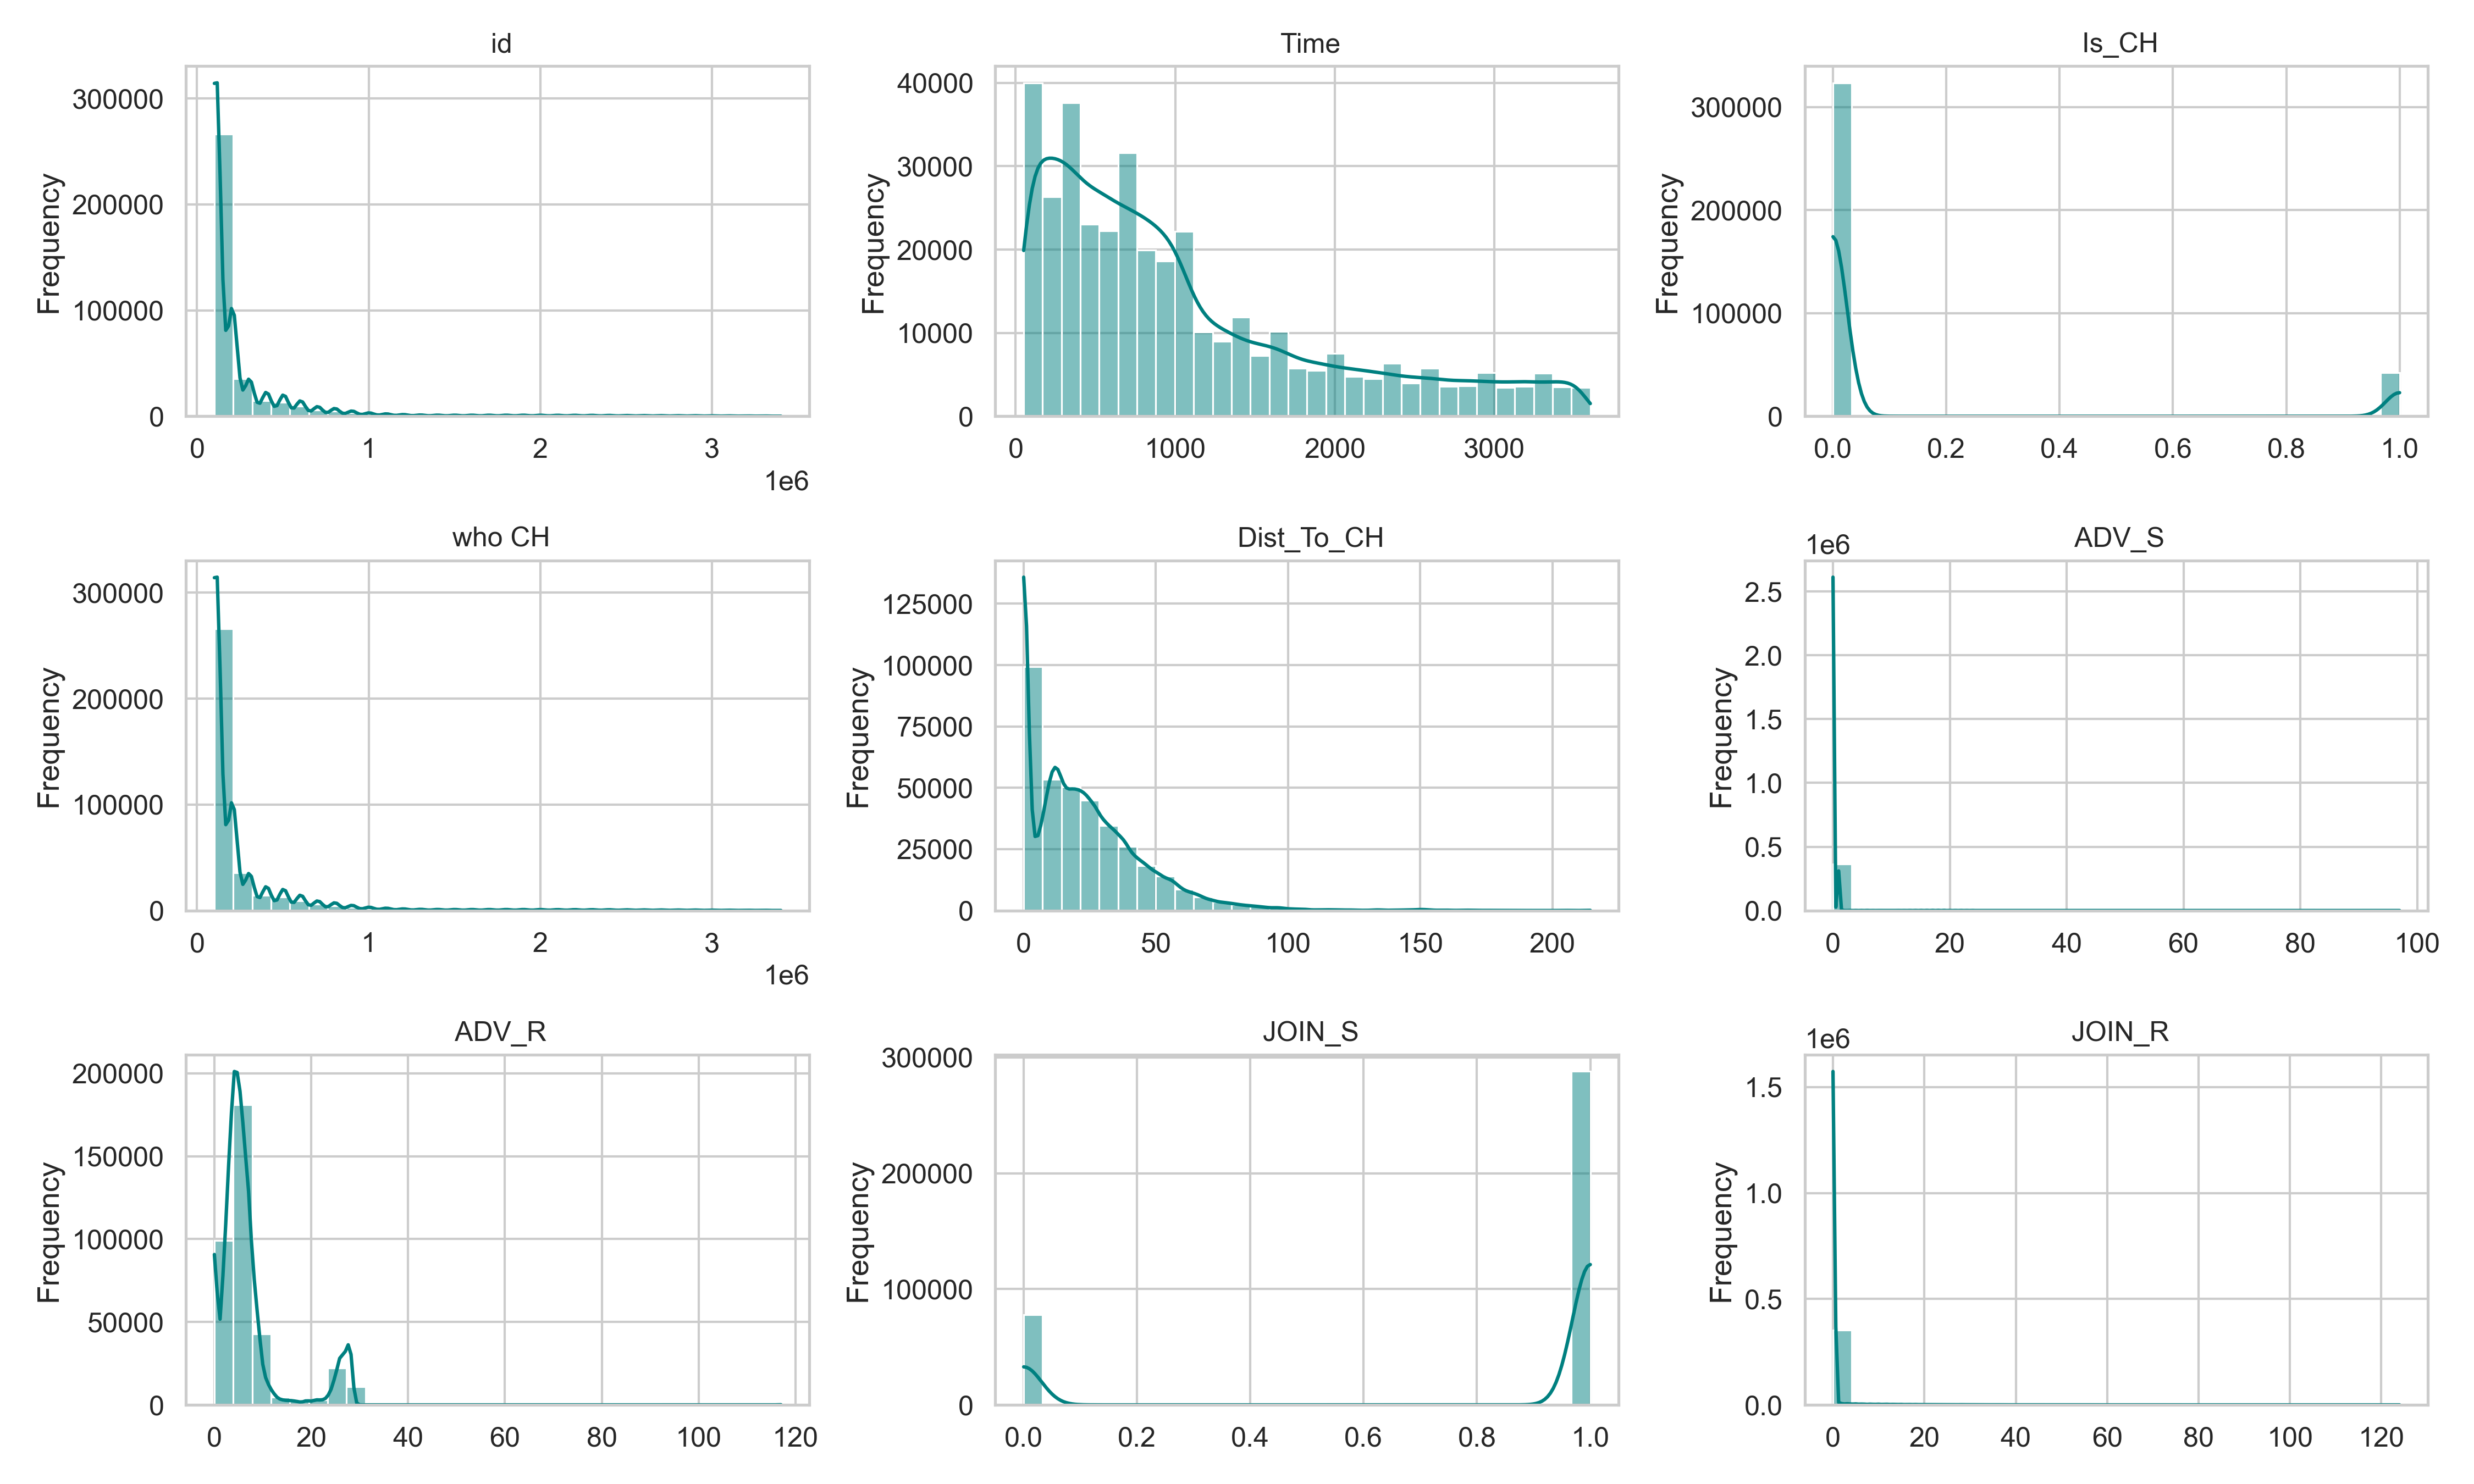 id
Frequency
300000
200000
100000
0
0 1 2 3
1e6
Time
Frequency
40000
30000
20000
10000
0
0 1000 2000 3000
Is_CH
Frequency
300000
200000
100000
0
0.0 0.2 0.4 0.6 0.8 1.0
who CH
Frequency
300000
200000
100000
0
0 1 2 3
1e6
Dist_To_CH
Frequency
125000
100000
75000
50000
25000
0
0 50 100 150 200
1e6
ADV_S
Frequency
2.5
2.0
1.5
1.0
0.5
0.0
0 20 40 60 80 100
ADV_R
Frequency
200000
150000
100000
50000
0
0 20 40 60 80 100 120
JOIN_S
Frequency
300000
200000
100000
0
0.0 0.2 0.4 0.6 0.8 1.0
1e6
JOIN_R
Frequency
1.5
1.0
0.5
0.0
0 20 40 60 80 100 120